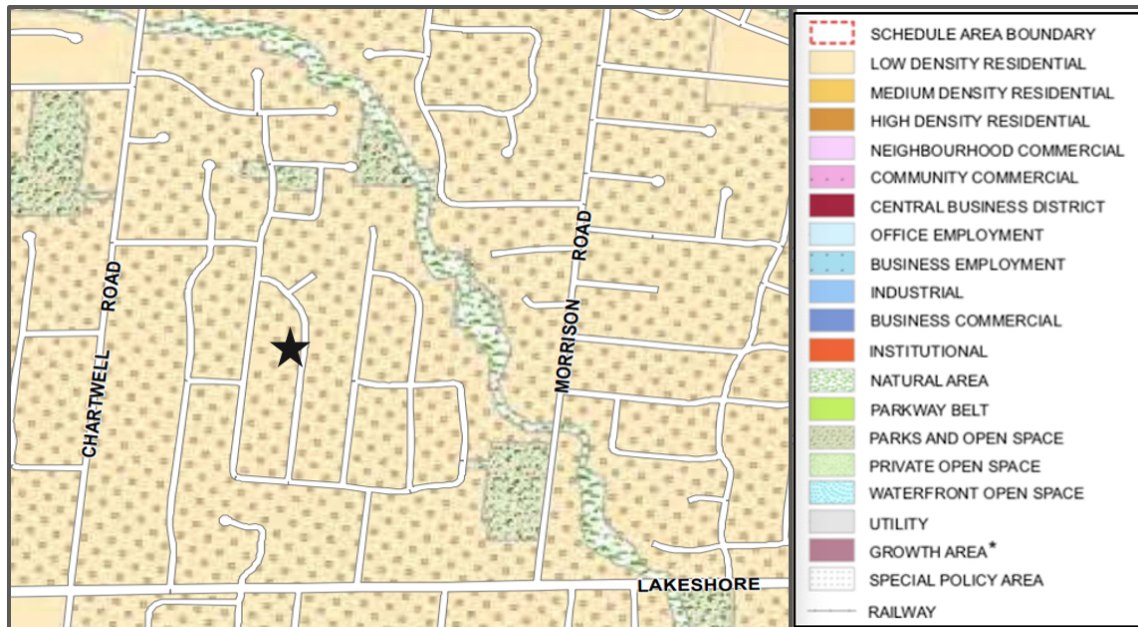 CHARTWELL ROAD
MORRISON ROAD
LAKESHORE
SCHEDULE AREA BOUNDARY
LOW DENSITY RESIDENTIAL
MEDIUM DENSITY RESIDENTIAL
HIGH DENSITY RESIDENTIAL
NEIGHBOURHOOD COMMERCIAL
COMMUNITY COMMERCIAL
CENTRAL BUSINESS DISTRICT
OFFICE EMPLOYMENT
BUSINESS EMPLOYMENT
INDUSTRIAL
BUSINESS COMMERCIAL
INSTITUTIONAL
NATURAL AREA
PARKWAY BELT
PARKS AND OPEN SPACE
PRIVATE OPEN SPACE
WATERFRONT OPEN SPACE
UTILITY
GROWTH AREA*
SPECIAL POLICY AREA
RAILWAY